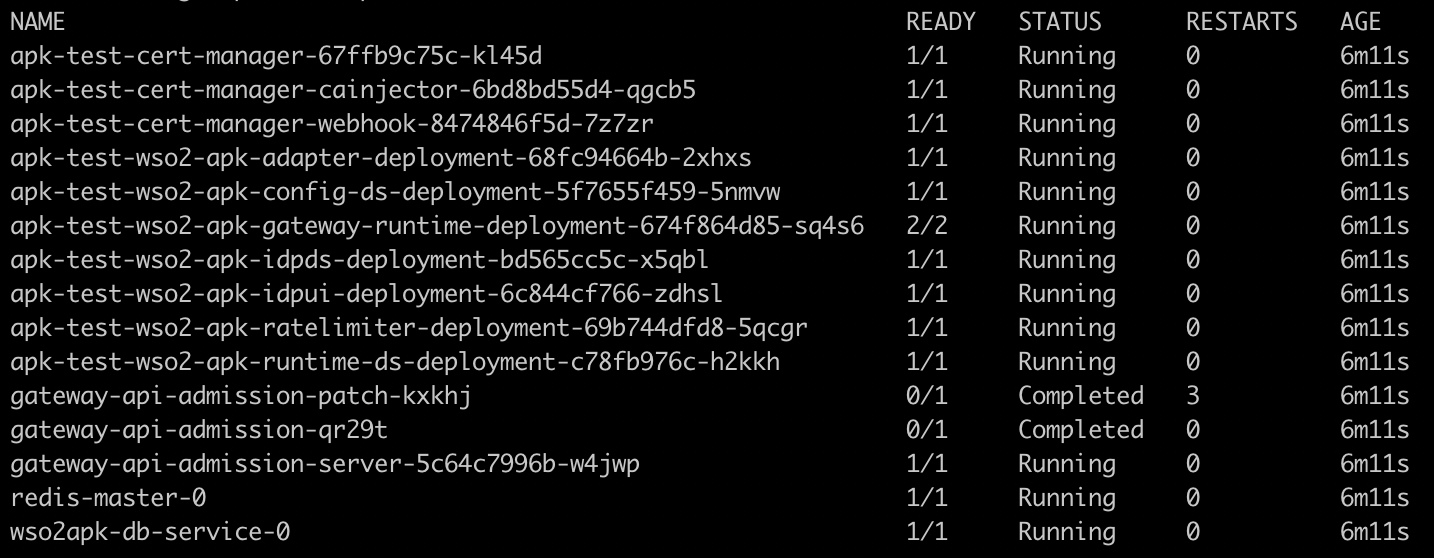 NAME READY STATUS RESTARTS AGE
apk-test-cert-manager-67ffb9c75c-kl45d 1/1 Running 0 6m11s
apk-test-cert-manager-cainjector-6bd8bd55d4-qgcb5 1/1 Running 0 6m11s
apk-test-cert-manager-webhook-8474846f5d-7z7zr 1/1 Running 0 6m11s
apk-test-wso2-apk-adapter-deployment-68fc94664b-2xhxs 1/1 Running 0 6m11s
apk-test-wso2-apk-config-ds-deployment-5f7655f459-5nmvw 1/1 Running 0 6m11s
apk-test-wso2-apk-gateway-runtime-deployment-674f864d85-sq4s6 2/2 Running 0 6m11s
apk-test-wso2-apk-idpds-deployment-bd565cc5c-x5qbl 1/1 Running 0 6m11s
apk-test-wso2-apk-idpui-deployment-6c844cf766-zdhsl 1/1 Running 0 6m11s
apk-test-wso2-apk-ratelimiter-deployment-69b744dfd8-5qcgr 1/1 Running 0 6m11s
apk-test-wso2-apk-runtime-ds-deployment-c78fb976c-h2kkh 1/1 Running 0 6m11s
gateway-api-admission-patch-kxkhj 0/1 Completed 3 6m11s
gateway-api-admission-qr29t 0/1 Completed 0 6m11s
gateway-api-admission-server-5c64c7996b-w4jwp 1/1 Running 0 6m11s
redis-master-0 1/1 Running 0 6m11s
wso2apk-db-service-0 1/1 Running 0 6m11s